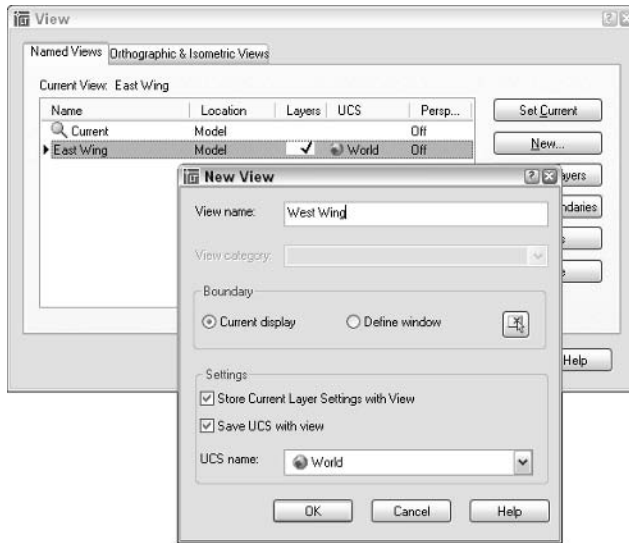 View
Named Views
Orthographic & Isometric Views
Current View: East Wing
Name Location Layers UCS Persp...
Current Model Off
East Wing Model World Off
Set Current
New...
ayers
ndaries
Help
New View
View name: West Wing
View category:
Boundary
Current display
Define window
Settings
Store Current Layer Settings with View
Save UCS with view
UCS name: World
OK
Cancel
Help